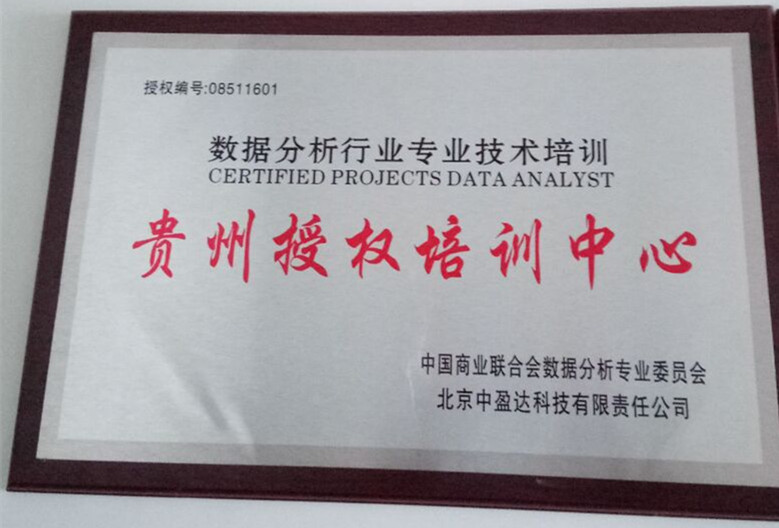 授权编号:08511601
数据分析行业专业技术培训
CERTIFIED PROJECTS DATA ANALYST
贵州授权培训中心
中国商业联合会数据分析专业委员会
北京中盈达科技有限责任公司